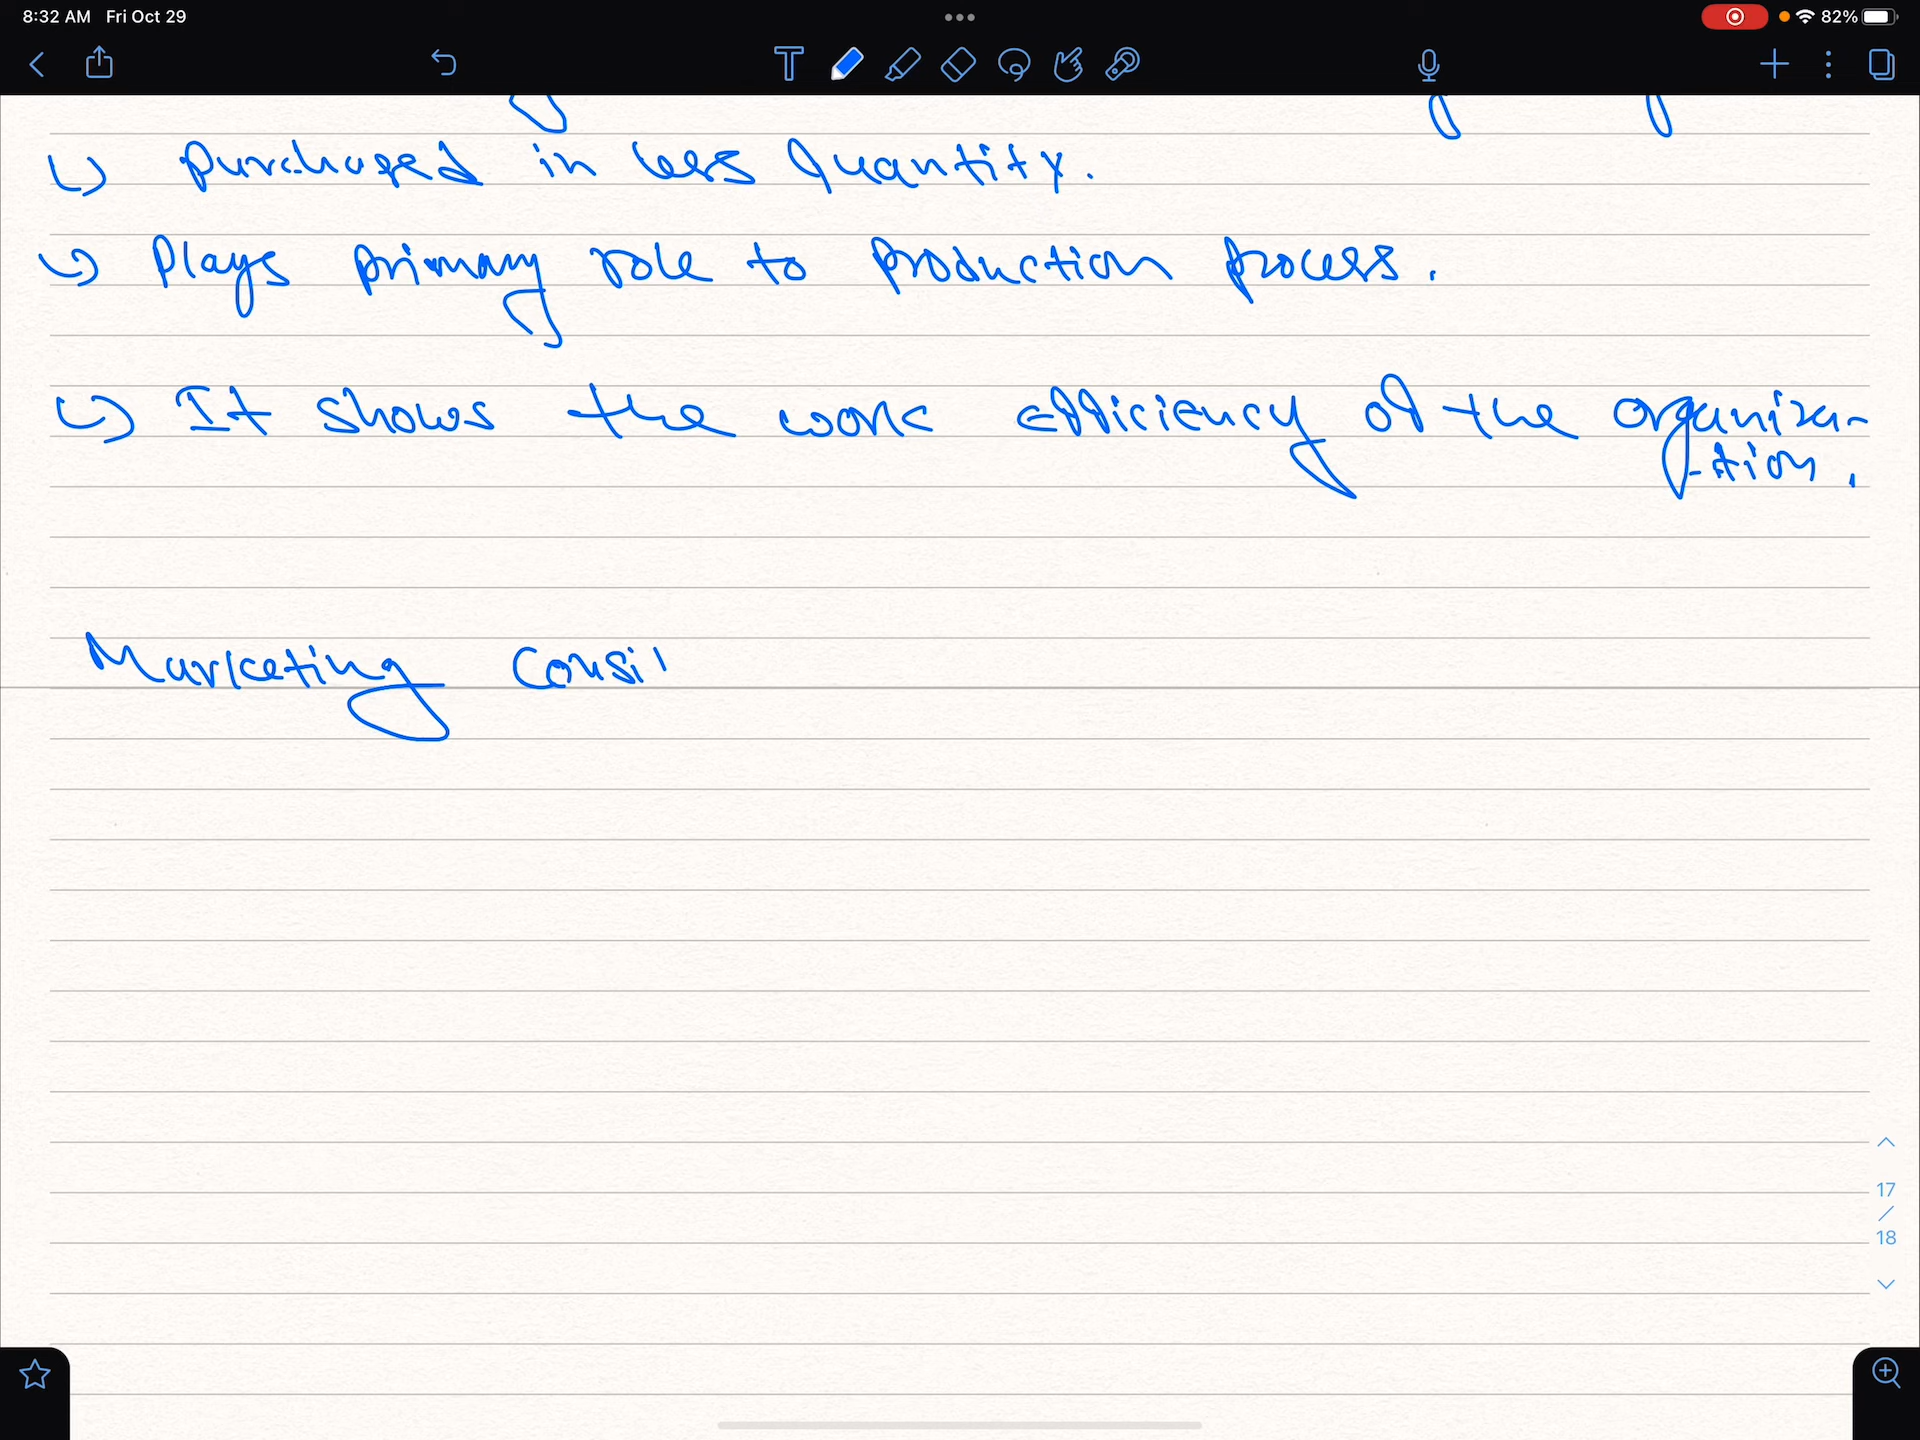 8:32 AM Fri Oct 29
82%
T
↳ Purchased in less Quantity.
↳ Plays primary role to production process.
↳ It shows the work efficiency of the organiza-
-tion.
Marketing Consi
17
/
18